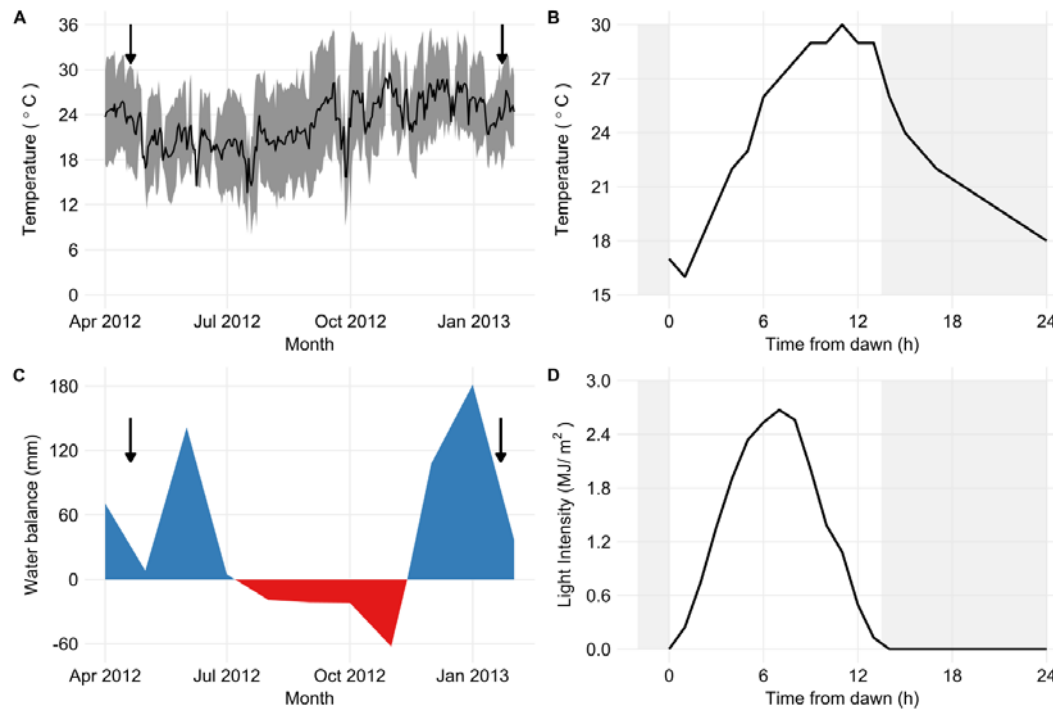 A
Temperature ( ° C )
36
30
24
18
12
6
0
Apr 2012 Jul 2012 Oct 2012 Jan 2013
Month
B
Temperature ( ° C )
30
27
24
21
18
15
0 6 12 18 24
Time from dawn (h)
C
Water balance (mm)
180
120
60
0
-60
Apr 2012 Jul 2012 Oct 2012 Jan 2013
Month
D
Light Intensity (MJ/ m²)
3.0
2.4
1.8
1.2
0.6
0.0
0 6 12 18 24
Time from dawn (h)